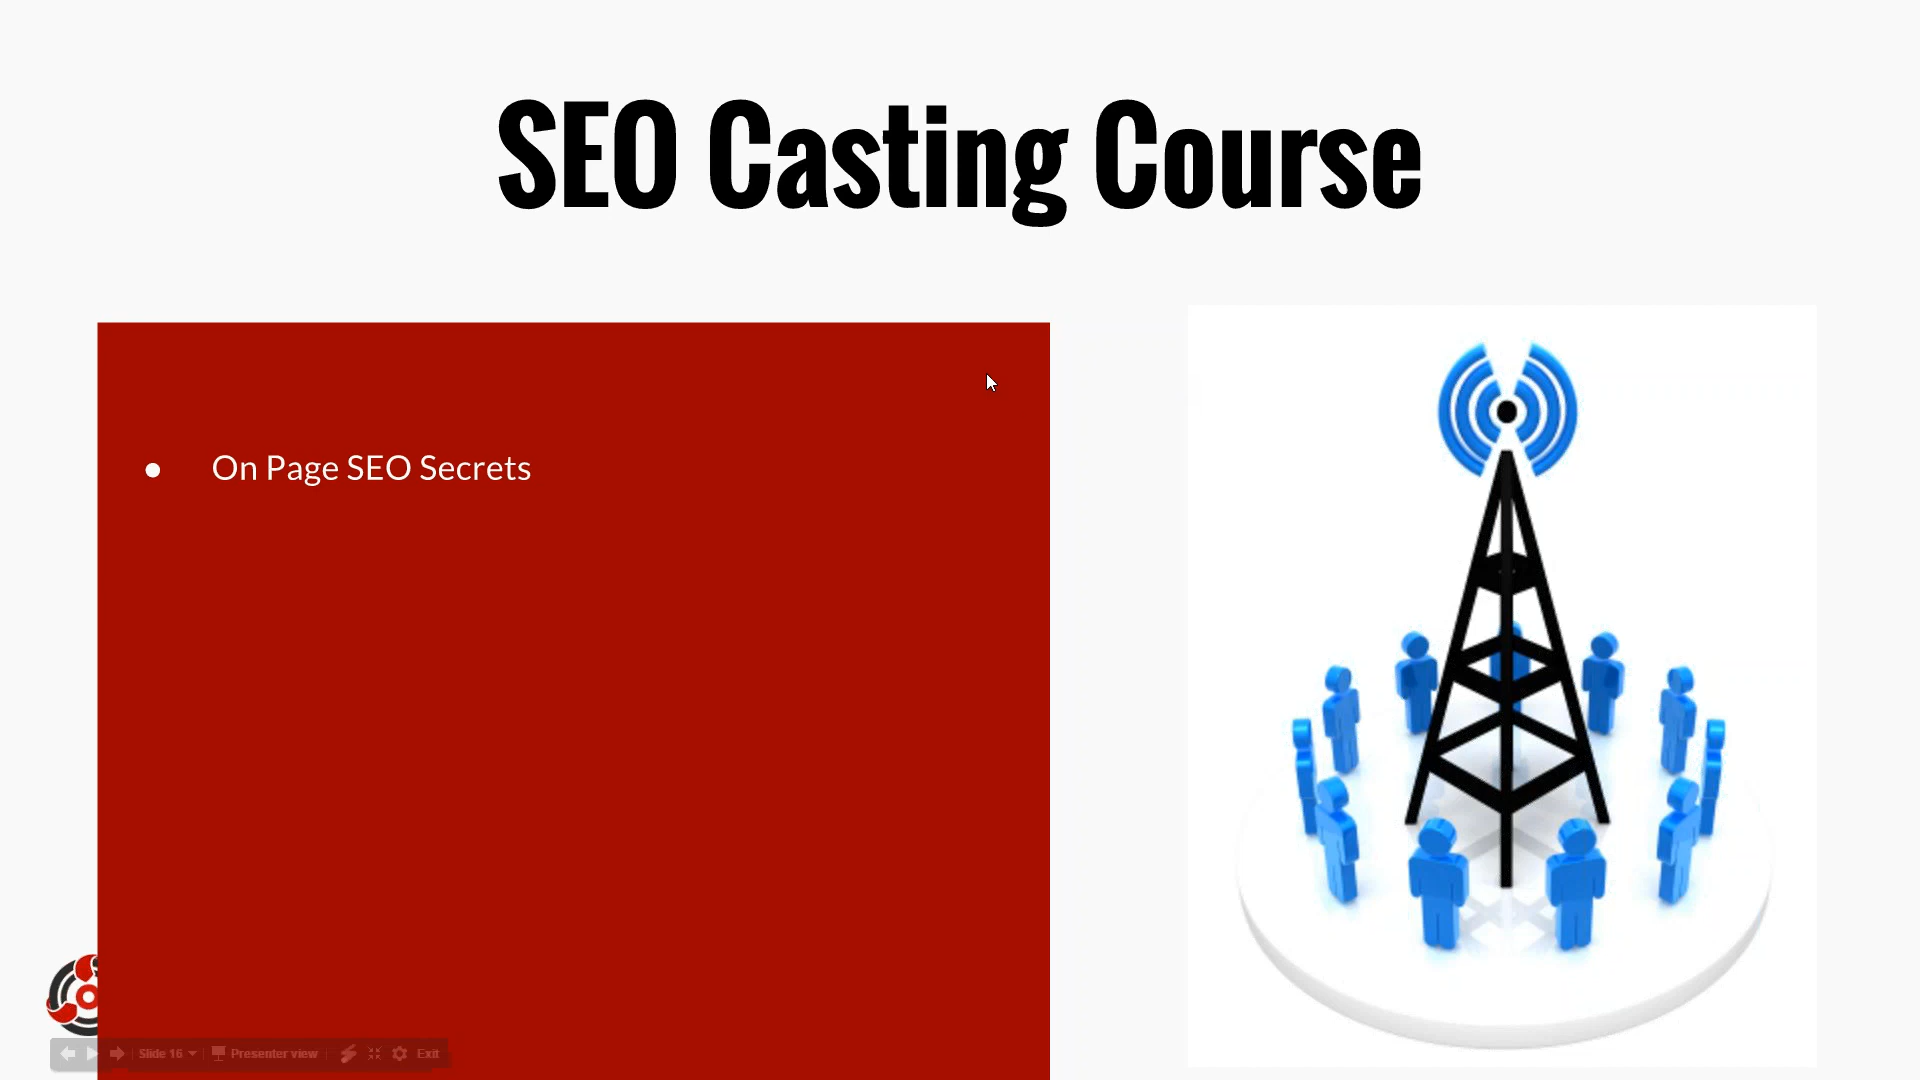 SEO Casting Course
● On Page SEO Secrets
Slide 16
Presenter view
Exit